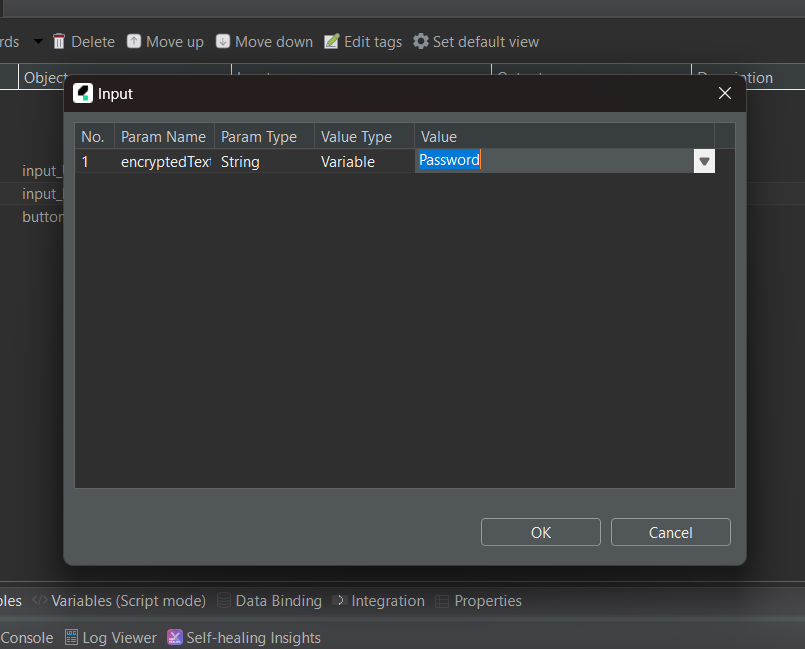 rds Delete Move up Move down Edit tags Set default view
Object
Input
No. Param Name Param Type Value Type Value
1 encryptedText String Variable Password
input_
input_
button
OK Cancel
bles Variables (Script mode) Data Binding Integration Properties
Console Log Viewer Self-healing Insights